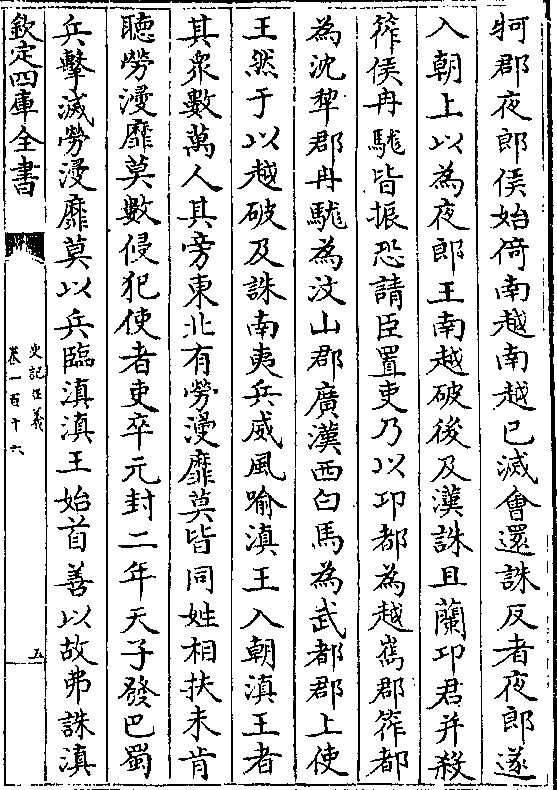 牱郡夜郎侯始倚南越南越已滅會還誅反者夜郎遂
入朝上以為夜郎王南越破後及漢誅且蘭卭君并殺
筰侯冉駹皆振恐請臣置吏乃以卭都為越嶲郡筰都
為沈犂郡冉駹為汶山郡廣漢西白馬為武都郡上使
王然于以越破及誅南夷兵威風喻滇王入朝滇王者
其衆數萬人其旁東北有勞漫靡莫皆同姓相扶未肯
聽勞漫靡莫數侵犯使者吏卒元封二年天子發巴蜀
兵擊滅勞漫靡莫以兵臨滇滇王始首善以故弗誅滇
欽定四庫全書
史記正義
卷一百十六
五